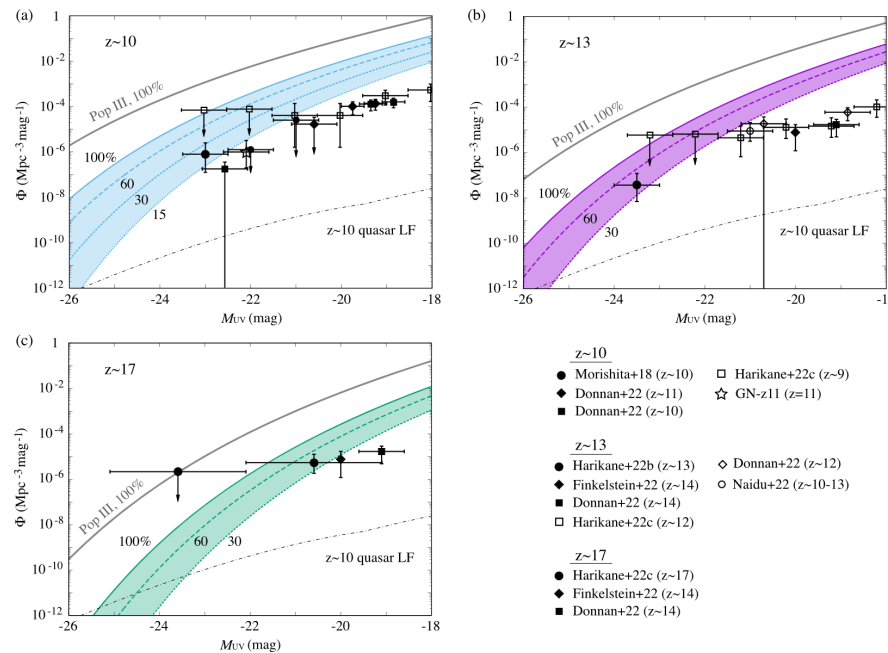 (a)
z~10
Pop III, 100%
100%
60
30
15
z~10 quasar LF
Φ (Mpc⁻³mag⁻¹)
1
10⁻²
10⁻⁴
10⁻⁶
10⁻⁸
10⁻¹⁰
10⁻¹²
-26 -24 -22 -20 -18
MUV (mag)
(b)
z~13
Pop III, 100%
100%
60
30
z~10 quasar LF
Φ (Mpc⁻³mag⁻¹)
1
10⁻²
10⁻⁴
10⁻⁶
10⁻⁸
10⁻¹⁰
10⁻¹²
-26 -24 -22 -20 -1
MUV (mag)
(c)
z~17
Pop III, 100%
100%
60
30
z~10 quasar LF
Φ (Mpc⁻³mag⁻¹)
1
10⁻²
10⁻⁴
10⁻⁶
10⁻⁸
10⁻¹⁰
10⁻¹²
-26 -24 -22 -20 -18
MUV (mag)
z~10
Morishita+18 (z~10)
Donnan+22 (z~11)
Donnan+22 (z~10)
Harikane+22c (z~9)
GN-z11 (z=11)
z~13
Harikane+22b (z~13)
Finkelstein+22 (z~14)
Donnan+22 (z~14)
Harikane+22c (z~12)
Donnan+22 (z~12)
Naidu+22 (z~10-13)
z~17
Harikane+22c (z~17)
Finkelstein+22 (z~14)
Donnan+22 (z~14)